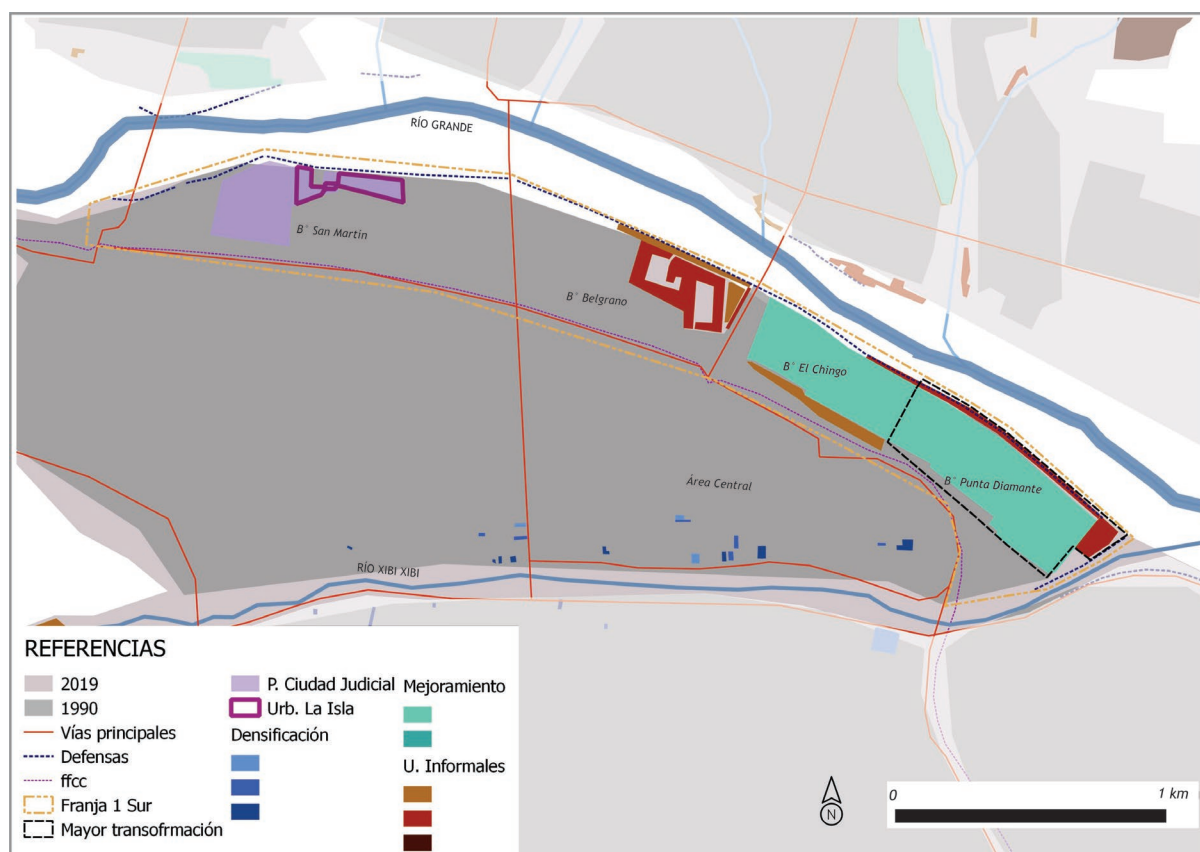 RÍO GRANDE
B° San Martín
B° Belgrano
B° El Chingo
B° Punta Diamante
Área Central
RÍO XIBI XIBI
REFERENCIAS
2019
1990
Vías principales
Defensas
ffcc
Franja 1 Sur
Mayor transofrmación
P. Ciudad Judicial
Urb. La Isla
Densificación
Mejoramiento
U. Informales
N
0 1 km